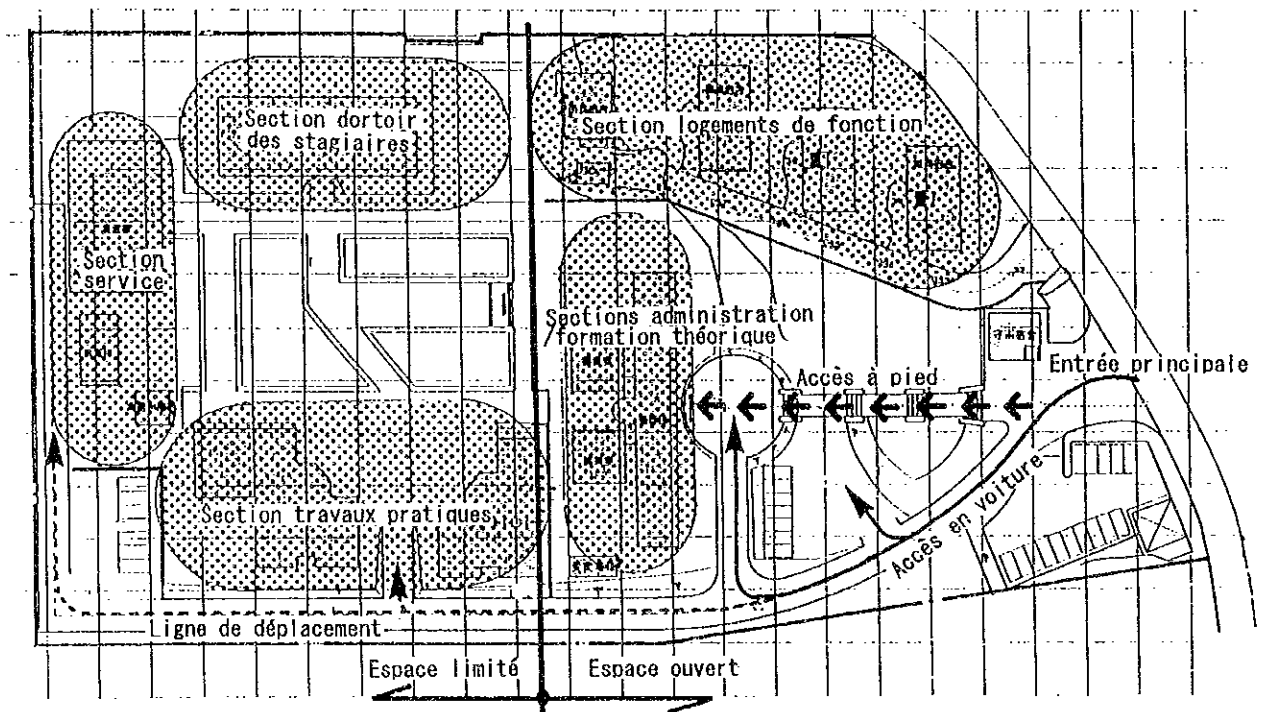 Section dortoir
des stagiaires
Section logements de fonction
Section
service
Sections administration
formation théorique
Accès à pied
Entrée principale
Section travaux pratiques
Accès en voiture
Ligne de déplacement
Espace limité
Espace ouvert